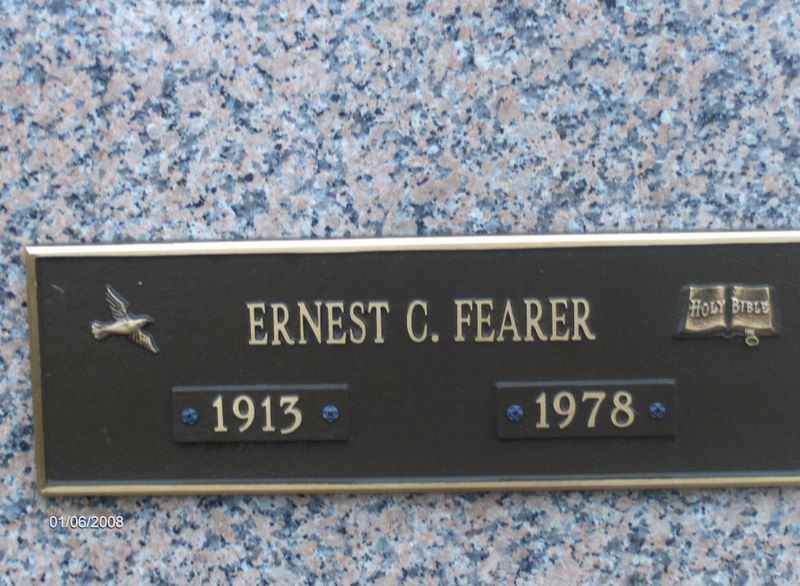 ERNEST C. FEARER
HOLY BIBLE
1913 1978
01/06/2008